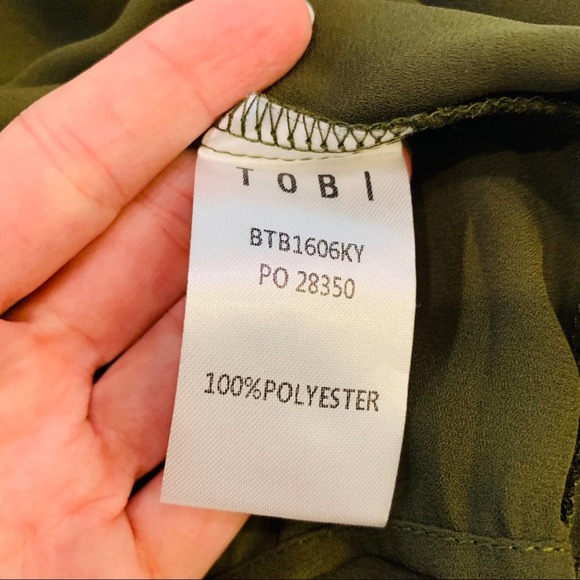 TOBI
BTB1606KY
PO 28350
100%POLYESTER